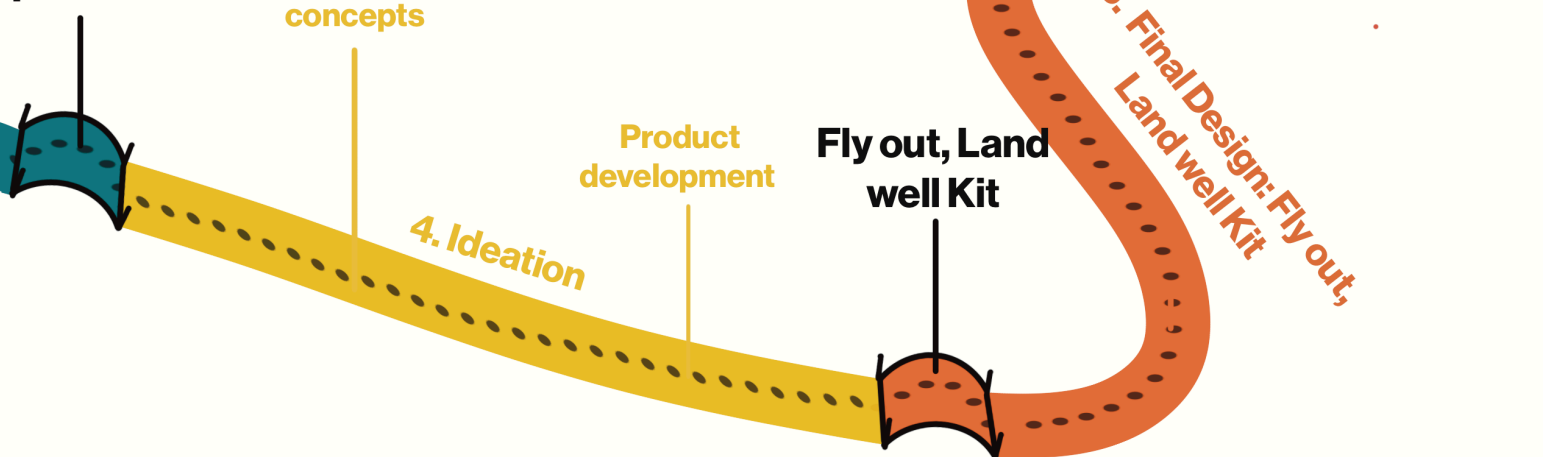 concepts
Product
development
4. Ideation
Fly out, Land
well Kit
Final Design: Fly out,
Land well Kit